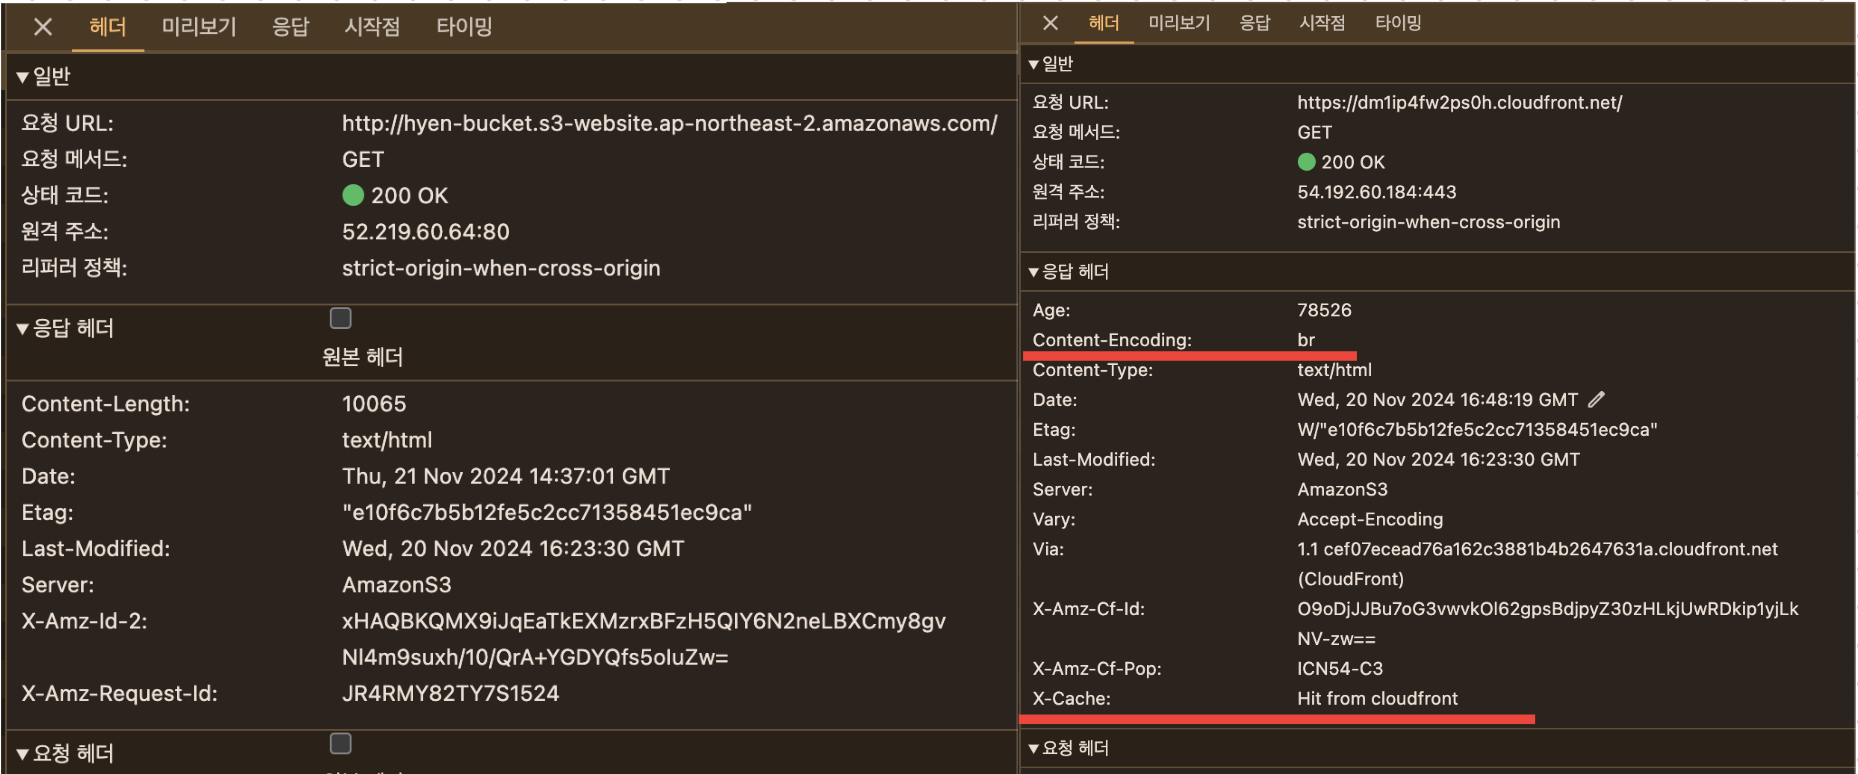 헤더 미리보기 응답 시작점 타이밍
▼일반
요청 URL: http://hyen-bucket.s3-website.ap-northeast-2.amazonaws.com/
요청 메서드: GET
상태 코드: 200 OK
원격 주소: 52.219.60.64:80
리퍼러 정책: strict-origin-when-cross-origin
▼응답 헤더
원본 헤더
Content-Length: 10065
Content-Type: text/html
Date: Thu, 21 Nov 2024 14:37:01 GMT
Etag: "e10f6c7b5b12fe5c2cc71358451ec9ca"
Last-Modified: Wed, 20 Nov 2024 16:23:30 GMT
Server: AmazonS3
X-Amz-Id-2: xHAQBKQMX9iJqEaTkEXMzrxBFzH5QIY6N2neLBXCmy8gv
Nl4m9suxh/10/QrA+YGDYQfs5oluZw=
X-Amz-Request-Id: JR4RMY82TY7S1524
▼요청 헤더
헤더 미리보기 응답 시작점 타이밍
▼일반
요청 URL: https://dm1ip4fw2ps0h.cloudfront.net/
요청 메서드: GET
상태 코드: 200 OK
원격 주소: 54.192.60.184:443
리퍼러 정책: strict-origin-when-cross-origin
▼응답 헤더
Age: 78526
Content-Encoding: br
Content-Type: text/html
Date: Wed, 20 Nov 2024 16:48:19 GMT
Etag: W/"e10f6c7b5b12fe5c2cc71358451ec9ca"
Last-Modified: Wed, 20 Nov 2024 16:23:30 GMT
Server: AmazonS3
Vary: Accept-Encoding
Via: 1.1 cef07ecead76a162c3881b4b2647631a.cloudfront.net
(CloudFront)
X-Amz-Cf-Id: O9oDjJJBu7oG3vwvkOl62gpsBdjpyZ30zHLkjUwRDkip1yjLk
NV-zw==
X-Amz-Cf-Pop: ICN54-C3
X-Cache: Hit from cloudfront
▼요청 헤더